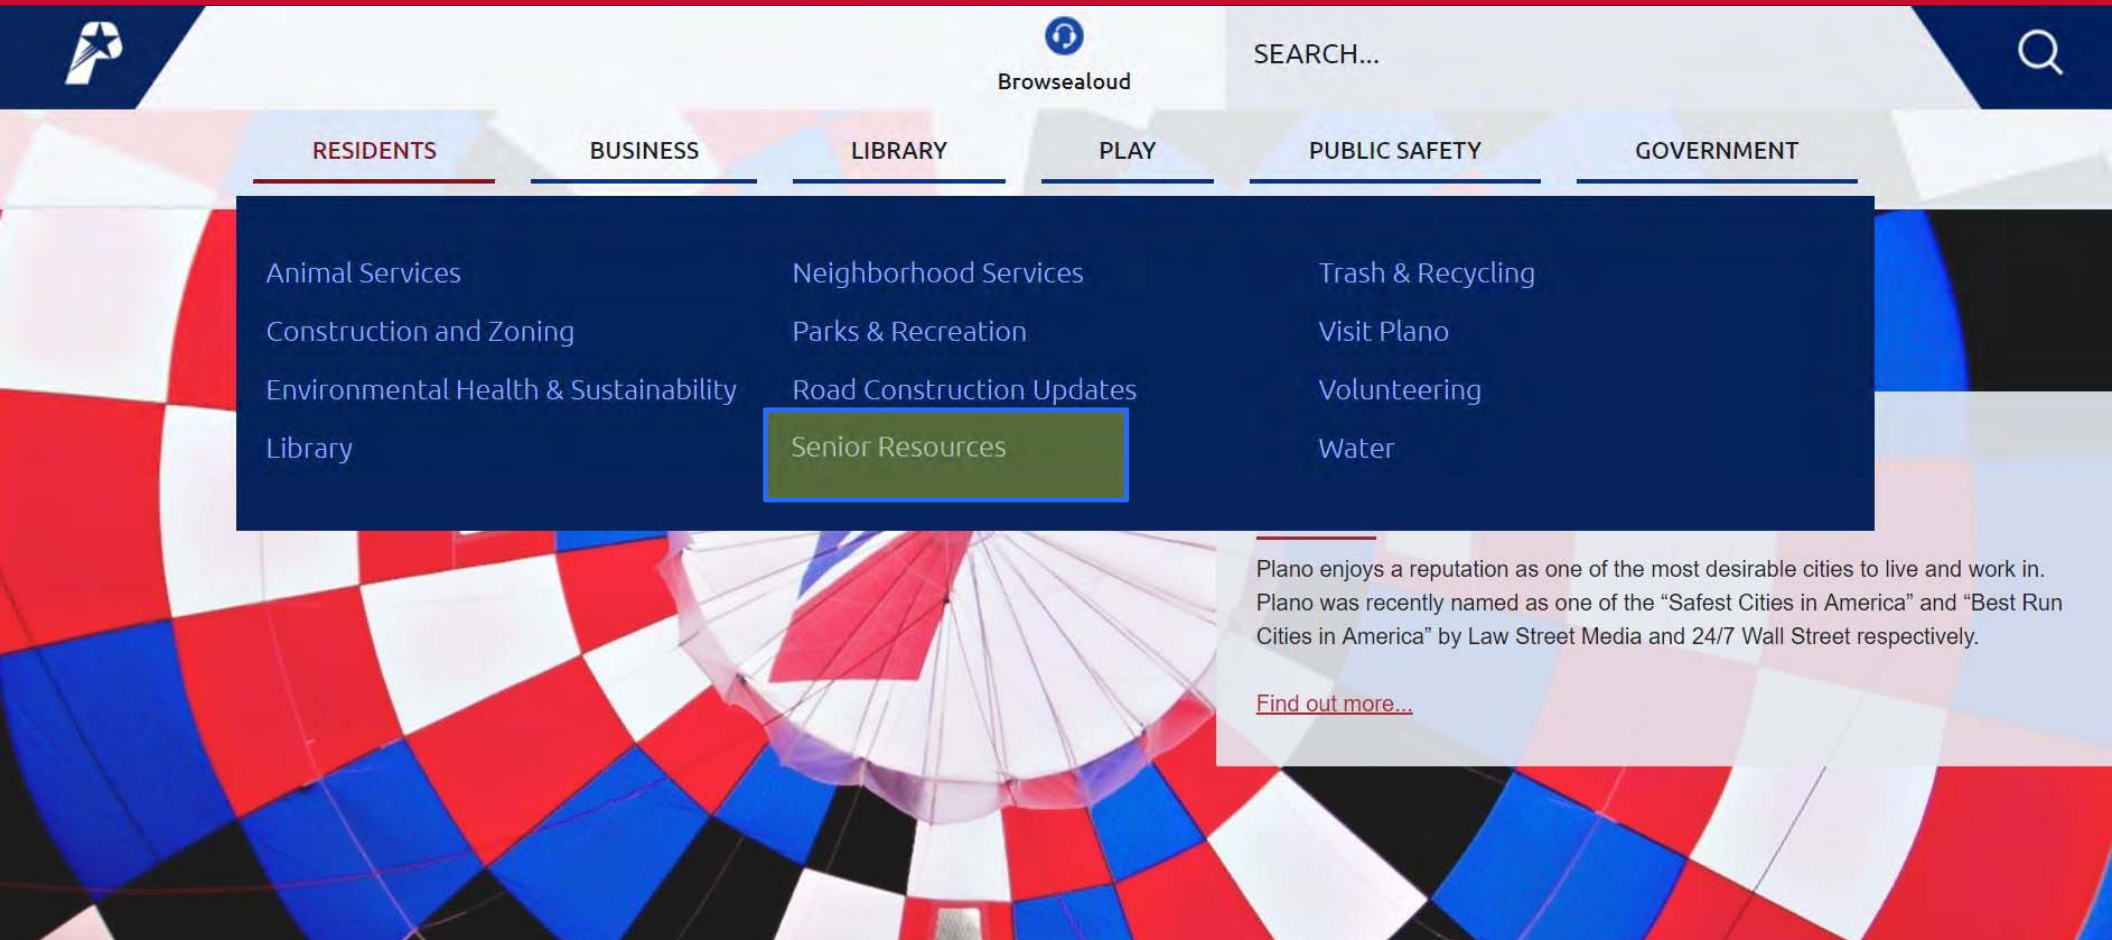 Browsealoud
SEARCH...
RESIDENTS BUSINESS LIBRARY PLAY PUBLIC SAFETY GOVERNMENT
Animal Services
Construction and Zoning
Environmental Health & Sustainability
Library
Neighborhood Services
Parks & Recreation
Road Construction Updates
Senior Resources
Trash & Recycling
Visit Plano
Volunteering
Water
Plano enjoys a reputation as one of the most desirable cities to live and work in.
Plano was recently named as one of the “Safest Cities in America” and “Best Run
Cities in America” by Law Street Media and 24/7 Wall Street respectively.
Find out more...